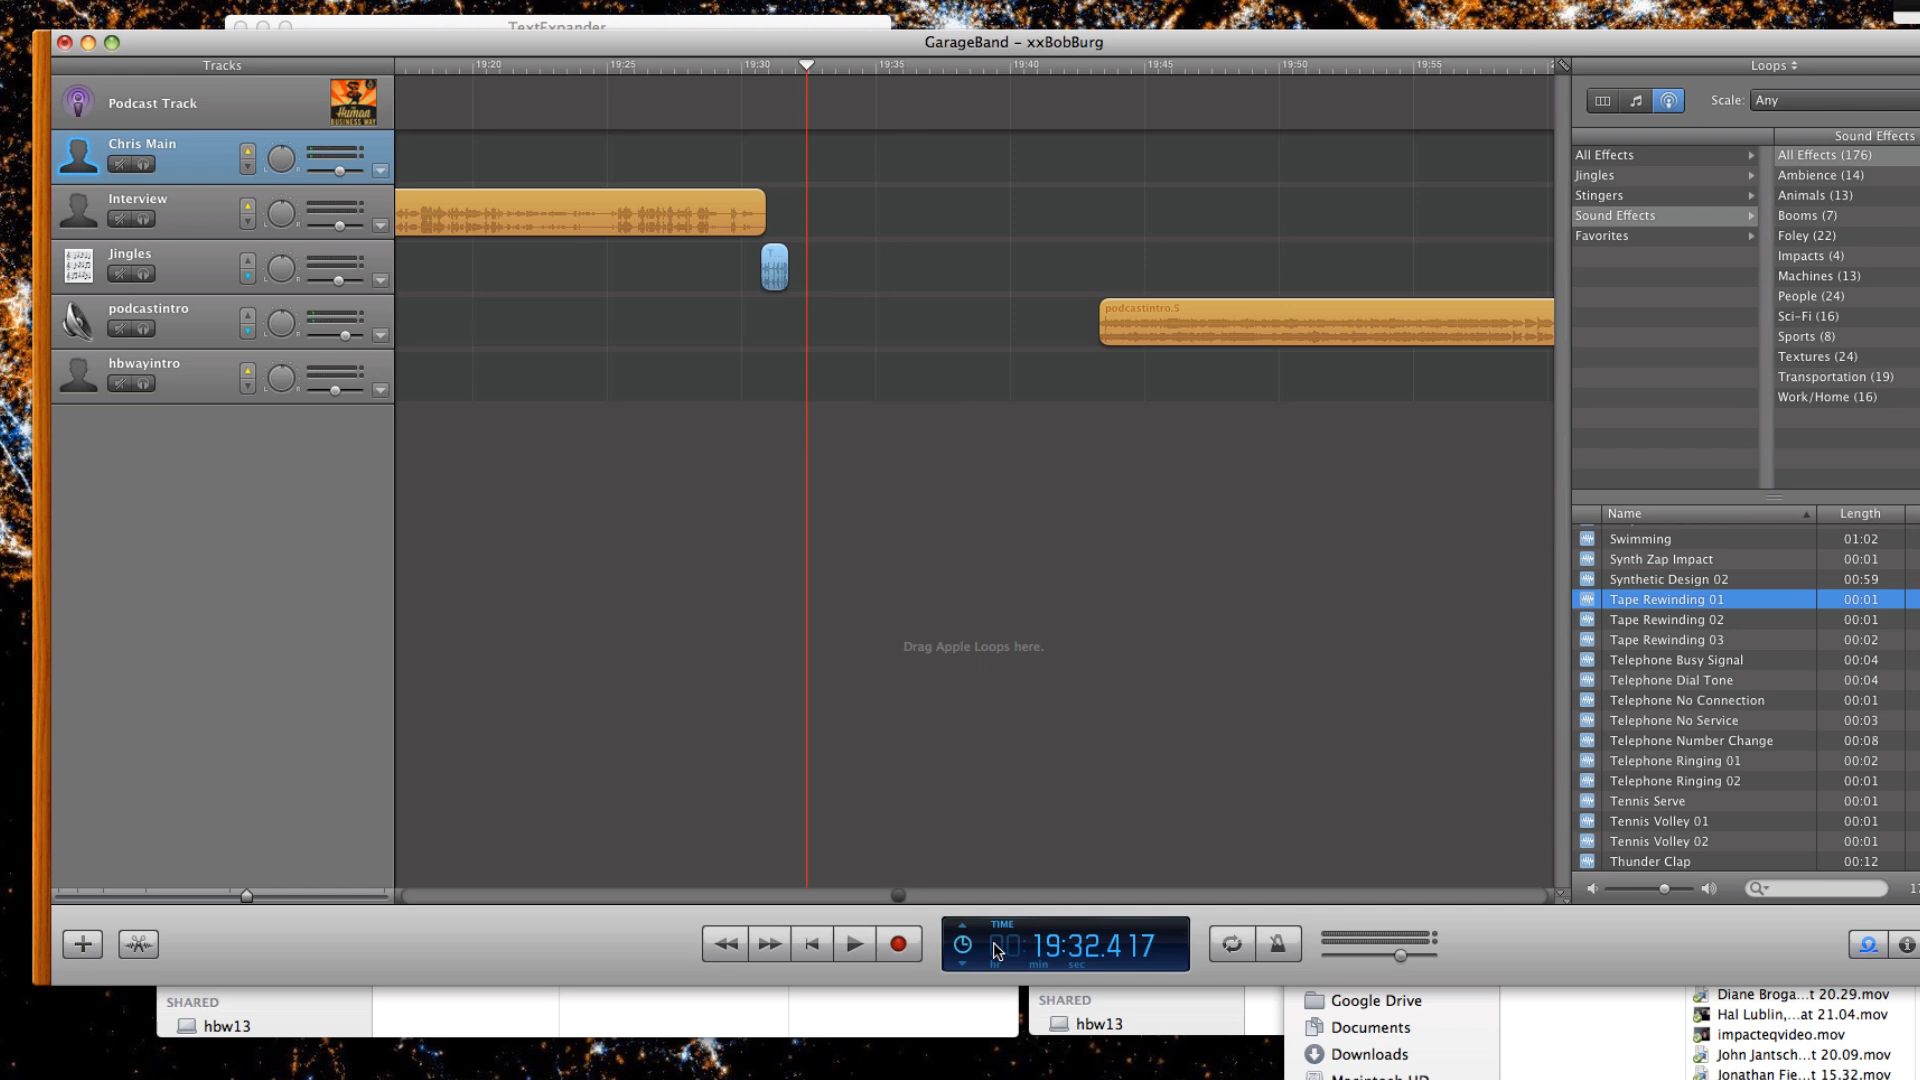 TextExpander
GarageBand – xxBobBurg
Tracks
19:20
19:25
19:30
19:35
19:40
19:45
19:50
19:55
Loops
Podcast Track
Human
BUSINESS WAY
Scale: Any
Chris Main
Interview
Jingles
podcastintro
hbwayintro
T...
podcastintro.5
Drag Apple Loops here.
Sound Effects
All Effects
Jingles
Stingers
Sound Effects
Favorites
All Effects (176)
Ambience (14)
Animals (13)
Booms (7)
Foley (22)
Impacts (4)
Machines (13)
People (24)
Sci-Fi (16)
Sports (8)
Textures (24)
Transportation (19)
Work/Home (16)
Name Length
Swimming 01:02
Synth Zap Impact 00:01
Synthetic Design 02 00:59
Tape Rewinding 01 00:01
Tape Rewinding 02 00:01
Tape Rewinding 03 00:02
Telephone Busy Signal 00:04
Telephone Dial Tone 00:04
Telephone No Connection 00:01
Telephone No Service 00:03
Telephone Number Change 00:08
Telephone Ringing 01 00:02
Telephone Ringing 02 00:01
Tennis Serve 00:01
Tennis Volley 01 00:01
Tennis Volley 02 00:01
Thunder Clap 00:12
TIME
00:19:32.417
hr min sec
SHARED
hbw13
SHARED
hbw13
Google Drive
Documents
Downloads
Macintosh HD
Diane Broga...t 20.29.mov
Hal Lublin,...at 21.04.mov
impacteqvideo.mov
John Jantsch...t 20.09.mov
Jonathan Fie...t 15.32.mov